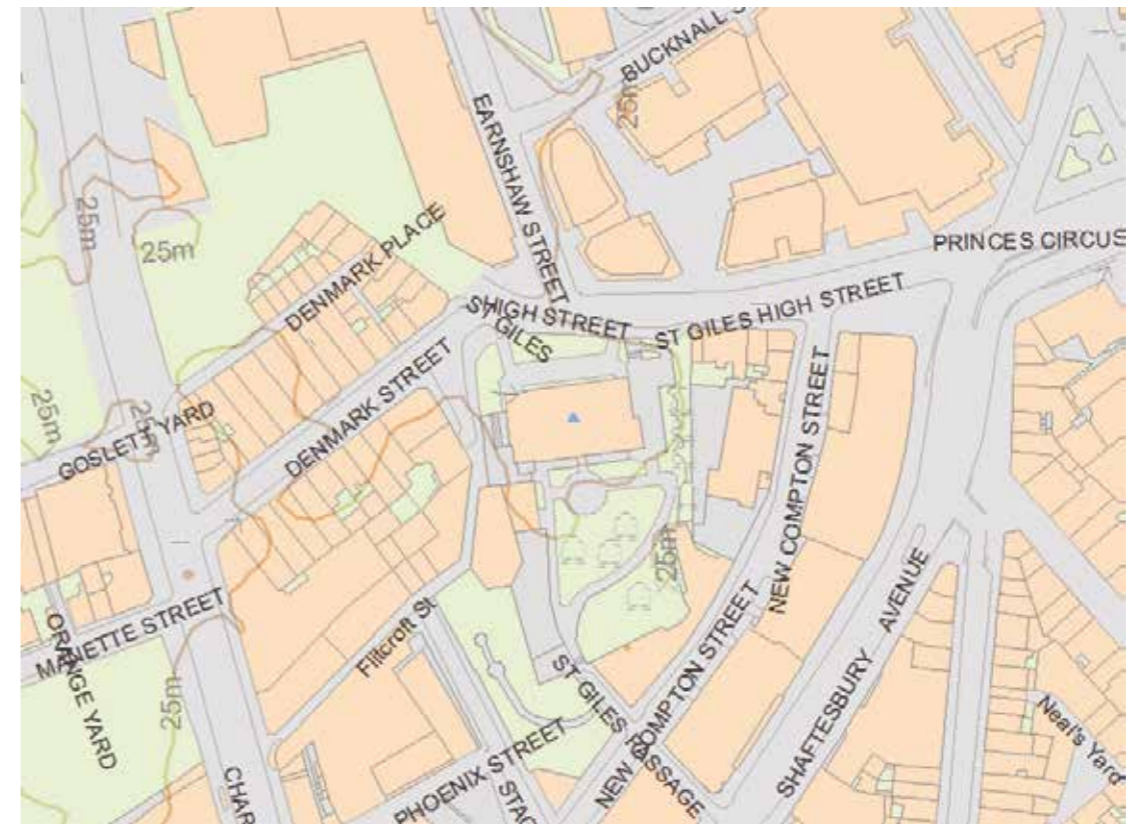 BUCKNALL S
25m
EARNSHAW STREET
25m
DENMARK PLACE
25m
PRINCES CIRCUS
HIGH STREET
ST GILES
ST GILES HIGH STREET
DENMARK STREET
NEW COMPTON STREET
25m
25m
GOSLETT YARD
25m
NEW COMPTON STREET
SHAFTESBURY AVENUE
MANETTE STREET
ORANGE YARD
Flitcroft St
25m
ST GILES PASSAGE
Neal's Yard
PHOENIX STREET
CHAR
STAC